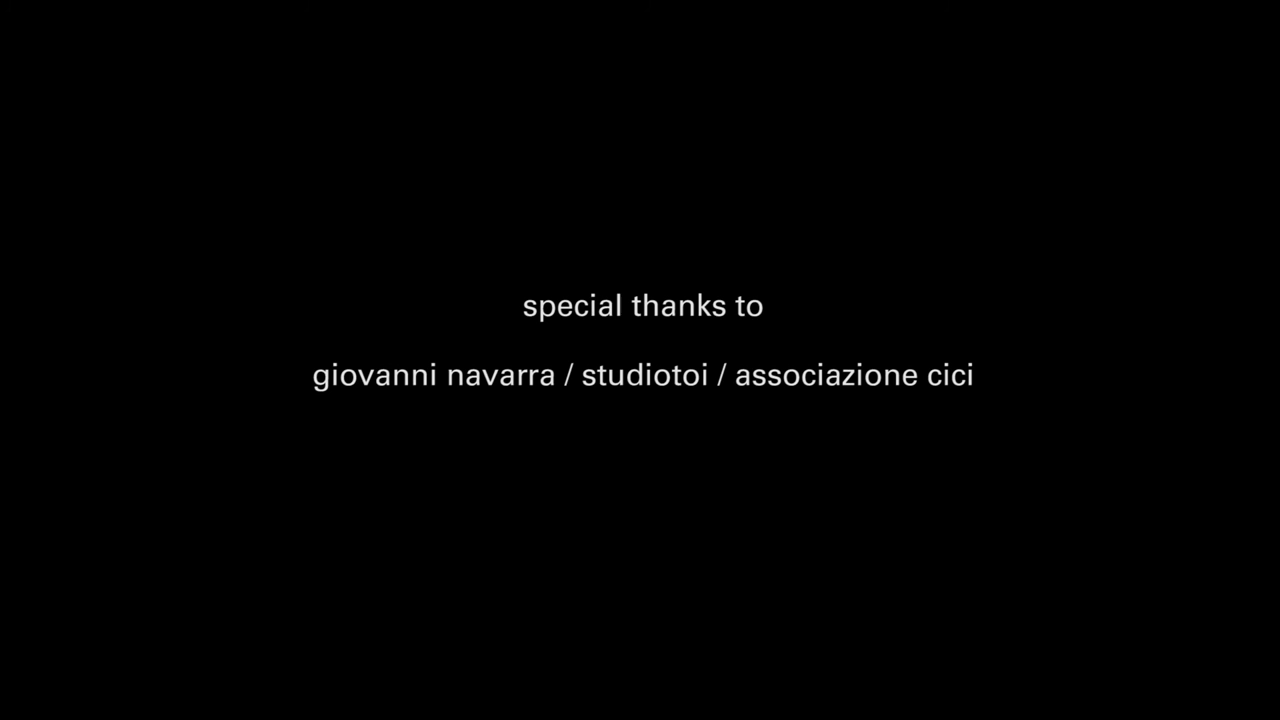 special thanks to
giovanni navarra / studiotoi / associazione cici